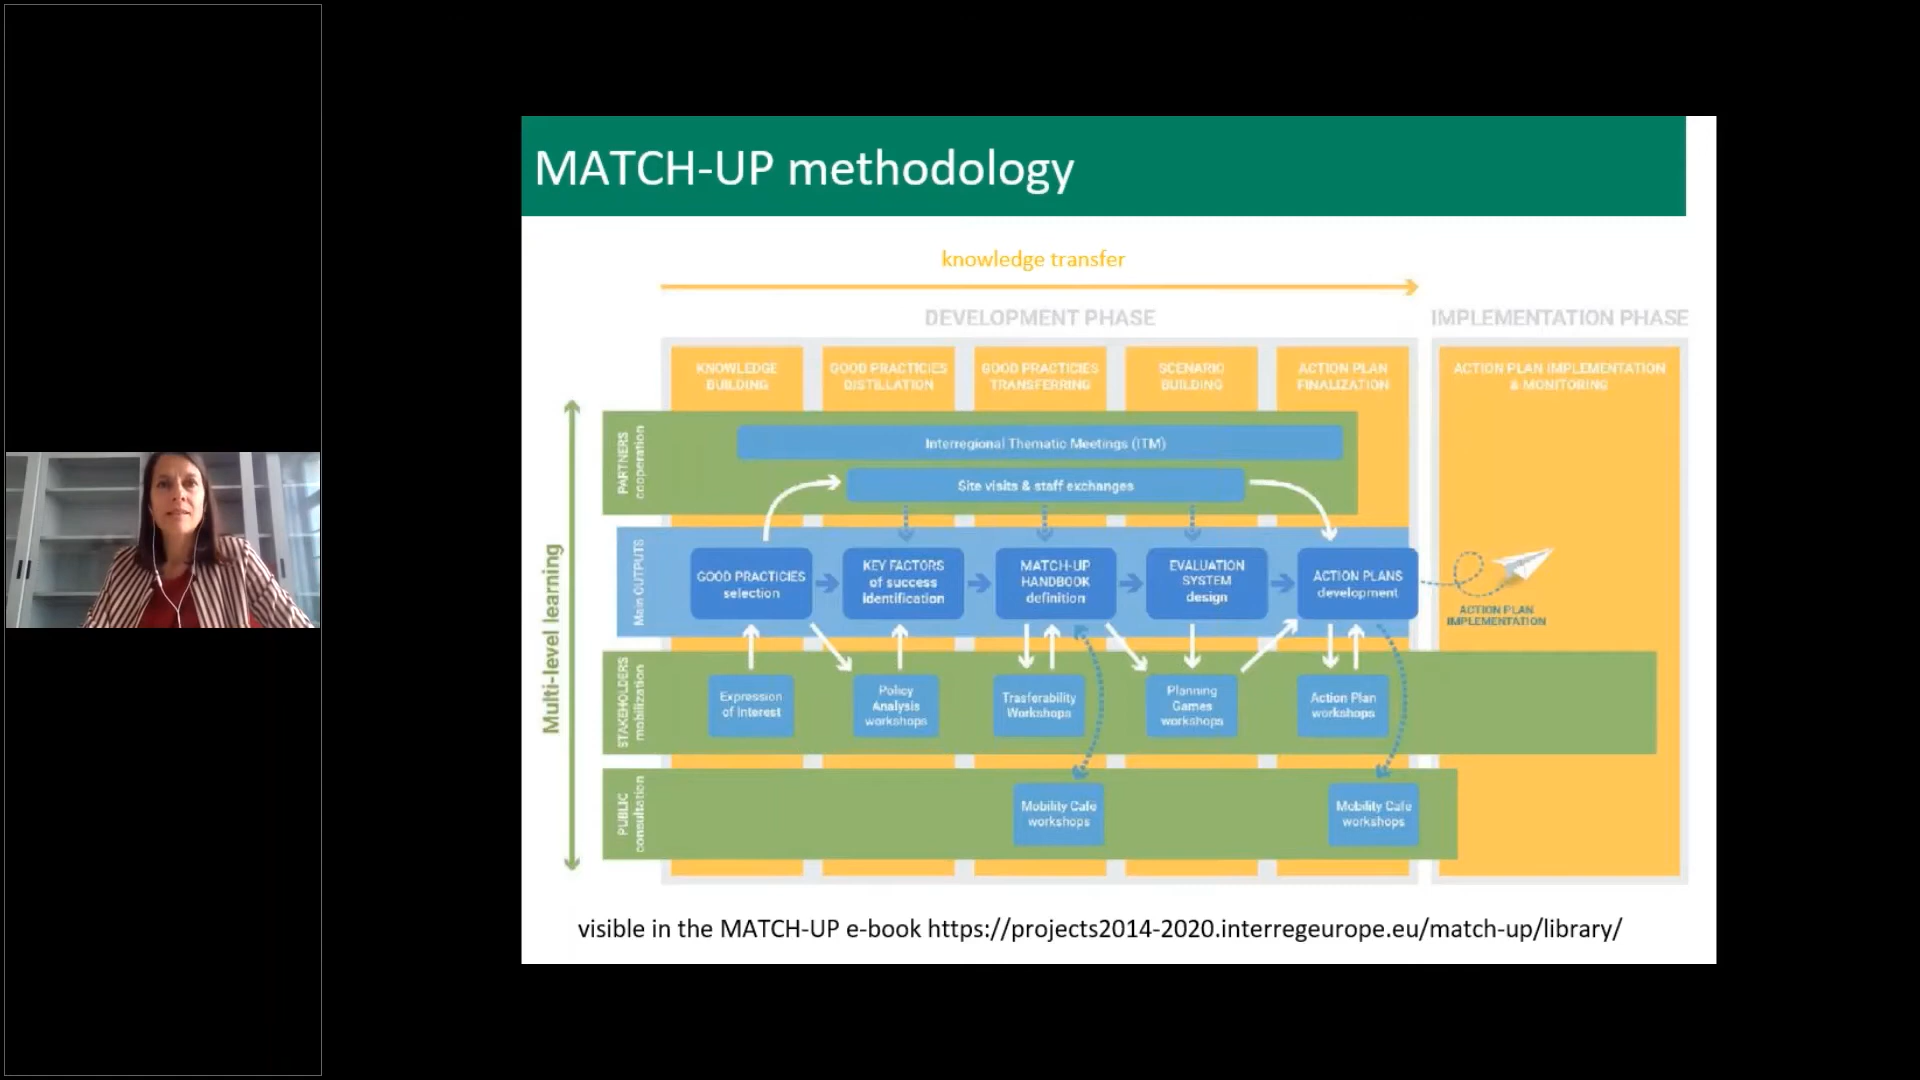 MATCH-UP methodology
knowledge transfer
DEVELOPMENT PHASE
IMPLEMENTATION PHASE
KNOWLEDGE
BUILDING
GOOD PRACTICIES
DISTILLATION
GOOD PRACTICIES
TRANSFERRING
SCENARIO
BUILDING
ACTION PLAN
FINALIZATION
ACTION PLAN IMPLEMENTATION
& MONITORING
Multi-level learning
PARTNERS
cooperation
Interregional Thematic Meetings (ITM)
Site visits & staff exchanges
Main OUTPUTS
GOOD PRACTICIES
selection
KEY FACTORS
of success
identification
MATCH-UP
HANDBOOK
definition
EVALUATION
SYSTEM
design
ACTION PLANS
development
ACTION PLAN
IMPLEMENTATION
STAKEHOLDERS
mobilization
Expression
of Interest
Policy
Analysis
workshops
Trasferability
Workshops
Planning
Games
workshops
Action Plan
workshops
PUBLIC
consultation
Mobility Cafe
workshops
Mobility Cafe
workshops
visible in the MATCH-UP e-book https://projects2014-2020.interregeurope.eu/match-up/library/